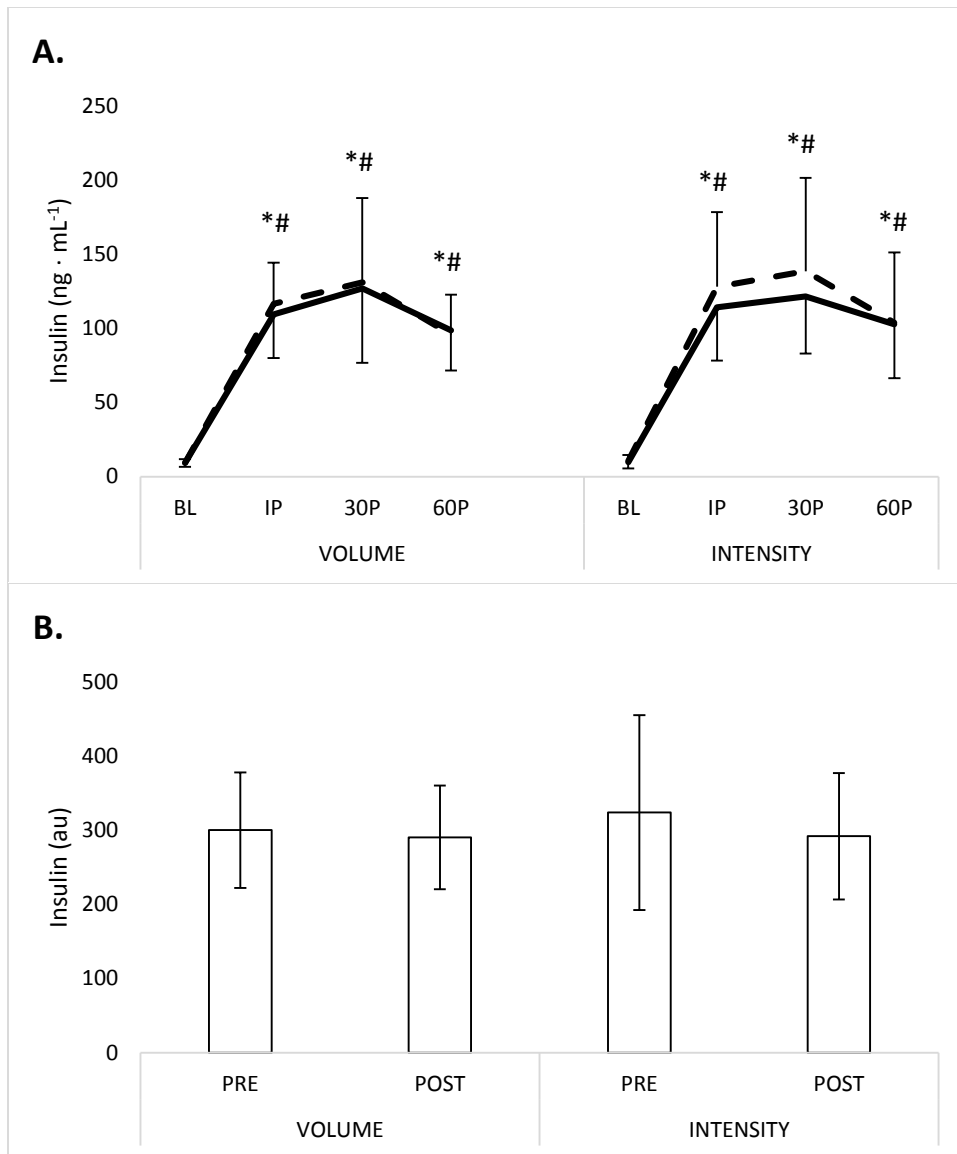 A.
Insulin (ng · mL⁻¹)
250
200
150
100
50
0
*#
*#
*#
*#
*#
*#
BL IP 30P 60P BL IP 30P 60P
VOLUME INTENSITY
B.
Insulin (au)
500
400
300
200
100
0
PRE POST PRE POST
VOLUME INTENSITY